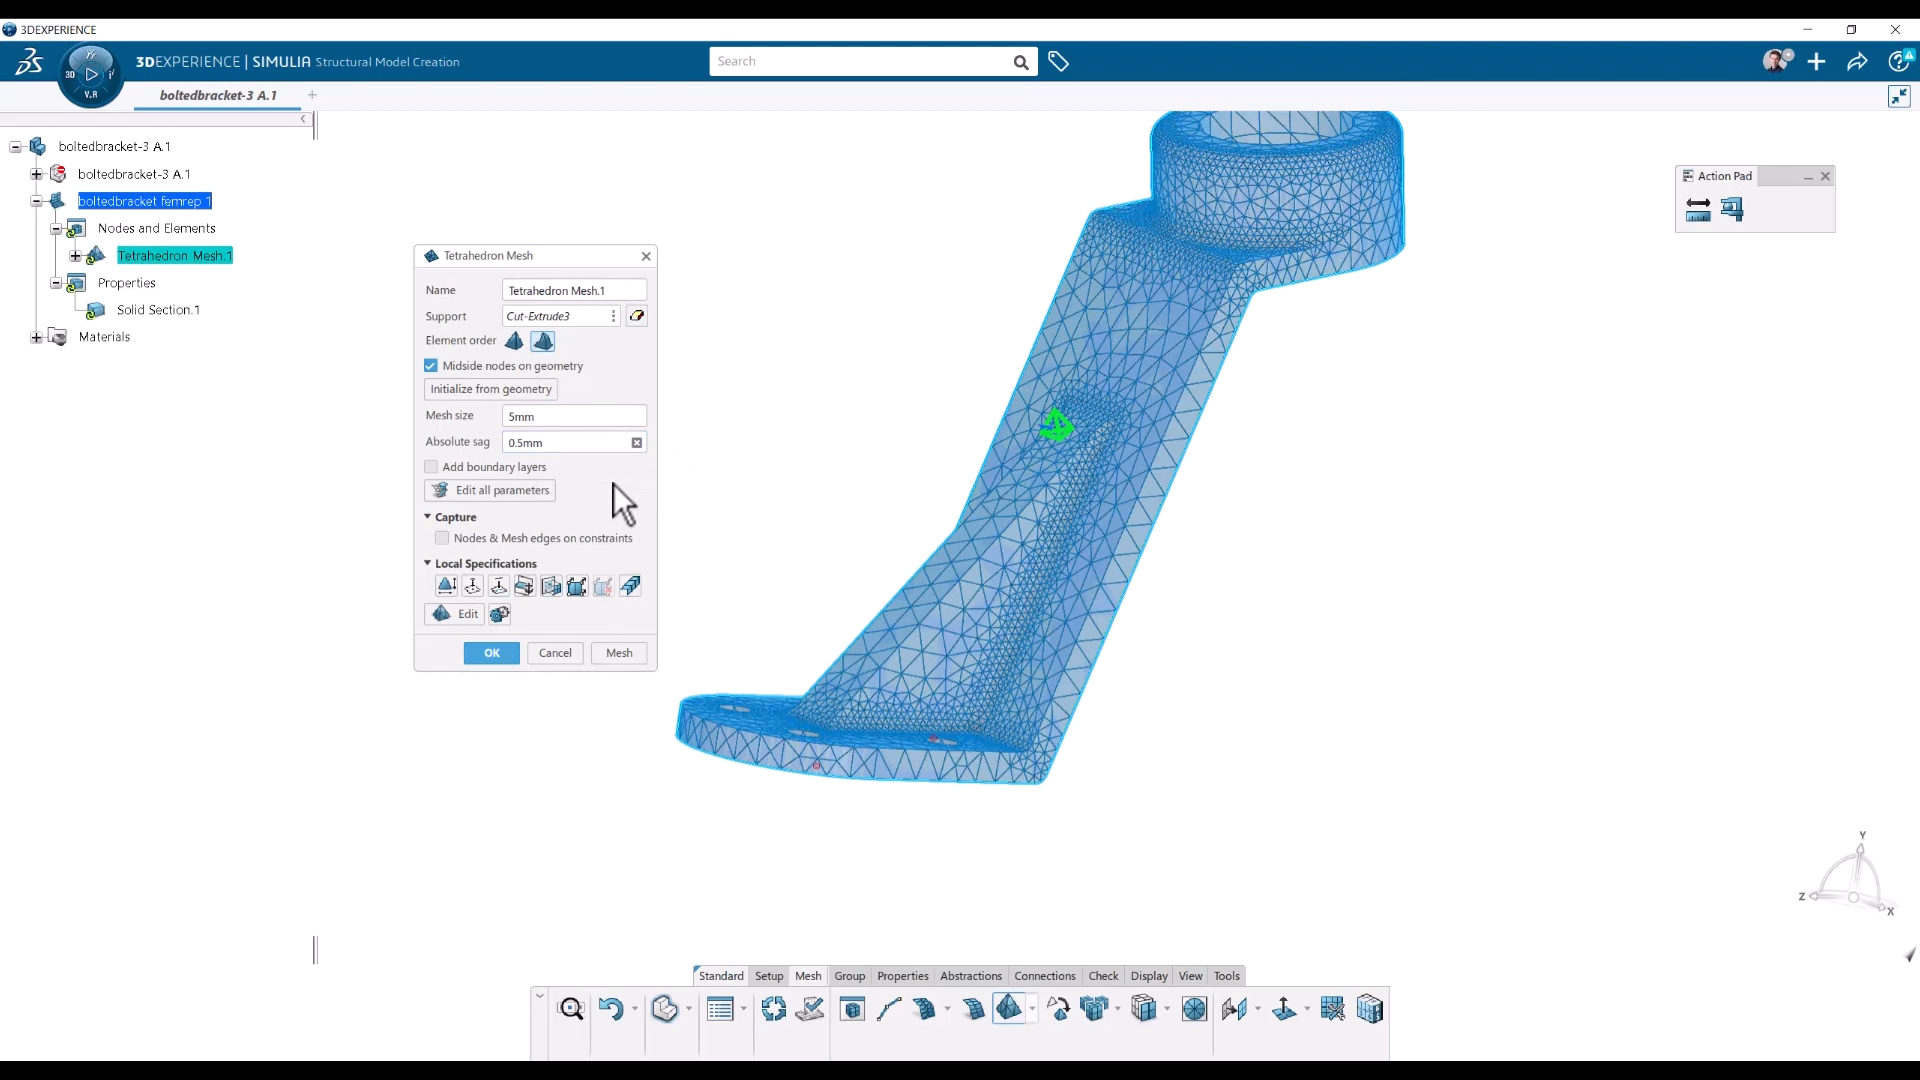 3DEXPERIENCE
3DEXPERIENCE | SIMULIA Structural Model Creation
Search
3D
V.R
boltedbracket-3 A.1
boltedbracket-3 A.1
boltedbracket-3 A.1
boltedbracket femrep 1
Nodes and Elements
Tetrahedron Mesh.1
Properties
Solid Section.1
Materials
Action Pad
Tetrahedron Mesh
Name Tetrahedron Mesh.1
Support Cut-Extrude3
Element order
Midside nodes on geometry
Initialize from geometry
Mesh size 5mm
Absolute sag 0.5mm
Add boundary layers
Edit all parameters
Capture
Nodes & Mesh edges on constraints
Local Specifications
Edit
OK Cancel Mesh
Y
Z
X
Standard Setup Mesh Group Properties Abstractions Connections Check Display View Tools